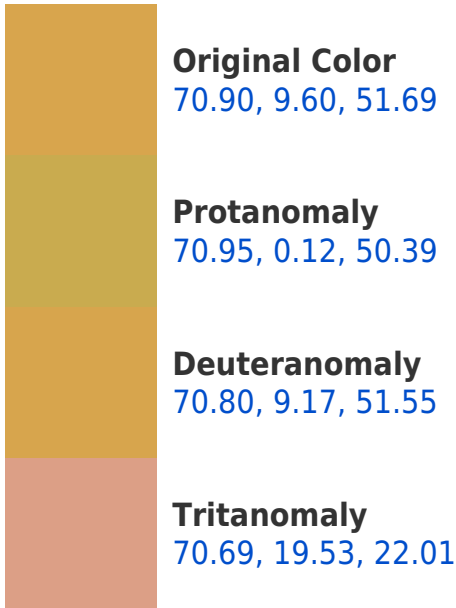 Original Color
70.90, 9.60, 51.69
Protanomaly
70.95, 0.12, 50.39
Deuteranomaly
70.80, 9.17, 51.55
Tritanomaly
70.69, 19.53, 22.01